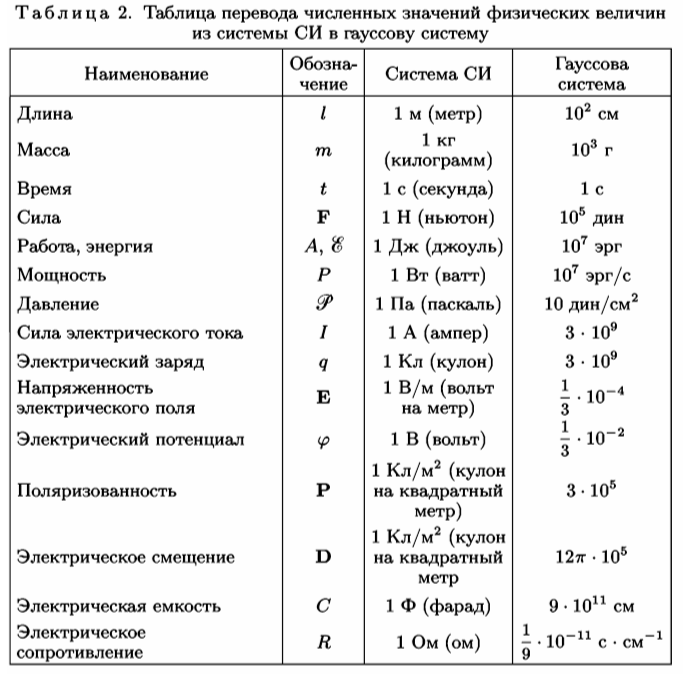 Таблица 2. Таблица перевода численных значений физических величин
из системы СИ в гауссову систему
Наименование | Обозначение | Система СИ | Гауссова система
Длина | l | 1 м (метр) | 10² см
Масса | m | 1 кг (килограмм) | 10³ г
Время | t | 1 с (секунда) | 1 с
Сила | F | 1 Н (ньютон) | 10⁵ дин
Работа, энергия | A, ℰ | 1 Дж (джоуль) | 10⁷ эрг
Мощность | P | 1 Вт (ватт) | 10⁷ эрг/с
Давление | 𝒫 | 1 Па (паскаль) | 10 дин/см²
Сила электрического тока | I | 1 А (ампер) | 3 · 10⁹
Электрический заряд | q | 1 Кл (кулон) | 3 · 10⁹
Напряженность электрического поля | E | 1 В/м (вольт на метр) | 1/3 · 10⁻⁴
Электрический потенциал | φ | 1 В (вольт) | 1/3 · 10⁻²
Поляризованность | P | 1 Кл/м² (кулон на квадратный метр) | 3 · 10⁵
Электрическое смещение | D | 1 Кл/м² (кулон на квадратный метр | 12π · 10⁵
Электрическая емкость | C | 1 Ф (фарад) | 9 · 10¹¹ см
Электрическое сопротивление | R | 1 Ом (ом) | 1/9 · 10⁻¹¹ с · см⁻¹